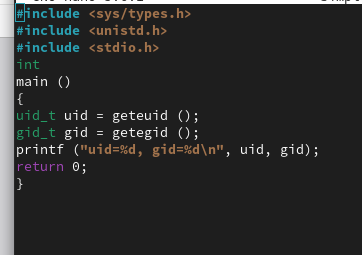 #include <sys/types.h>
#include <unistd.h>
#include <stdio.h>
int
main ()
{
uid_t uid = geteuid ();
gid_t gid = getegid ();
printf ("uid=%d, gid=%d\n", uid, gid);
return 0;
}